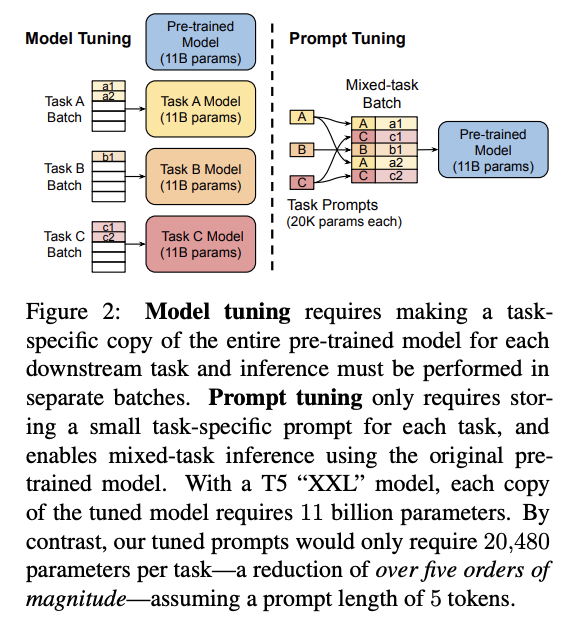 Model Tuning
Pre-trained
Model
(11B params)
Task A
Batch
a1
a2
Task A Model
(11B params)
Task B
Batch
b1
Task B Model
(11B params)
Task C
Batch
c1
c2
Task C Model
(11B params)
Prompt Tuning
Mixed-task
Batch
A
B
C
A a1
C c1
B b1
A a2
C c2
Task Prompts
(20K params each)
Pre-trained
Model
(11B params)
Figure 2: Model tuning requires making a task-
specific copy of the entire pre-trained model for each
downstream task and inference must be performed in
separate batches. Prompt tuning only requires stor-
ing a small task-specific prompt for each task, and
enables mixed-task inference using the original pre-
trained model. With a T5 “XXL” model, each copy
of the tuned model requires 11 billion parameters. By
contrast, our tuned prompts would only require 20,480
parameters per task—a reduction of over five orders of
magnitude—assuming a prompt length of 5 tokens.